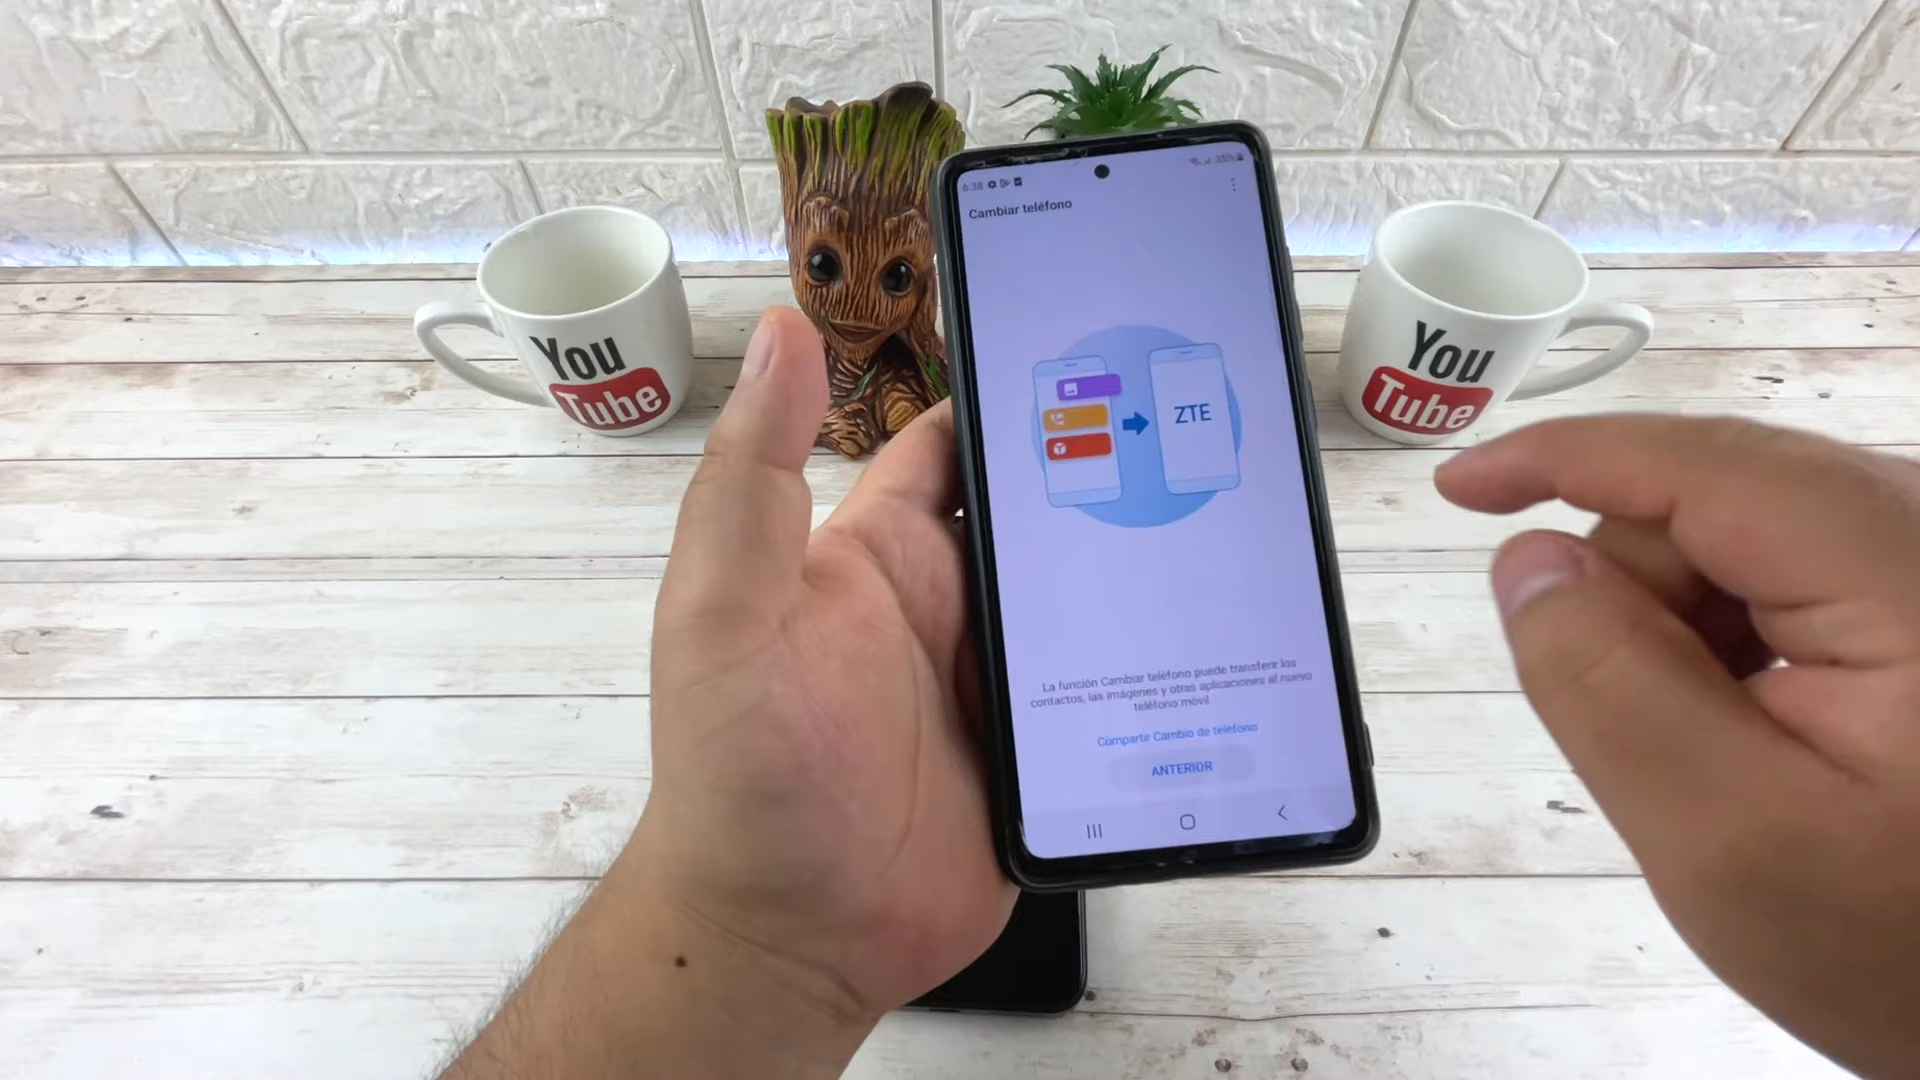 6:38
35%
Cambiar teléfono
ZTE
You
Tube
You
Tube
La función Cambiar teléfono puede transferir los
contactos, las imágenes y otras aplicaciones al nuevo
teléfono móvil
Compartir Cambio de teléfono
ANTERIOR